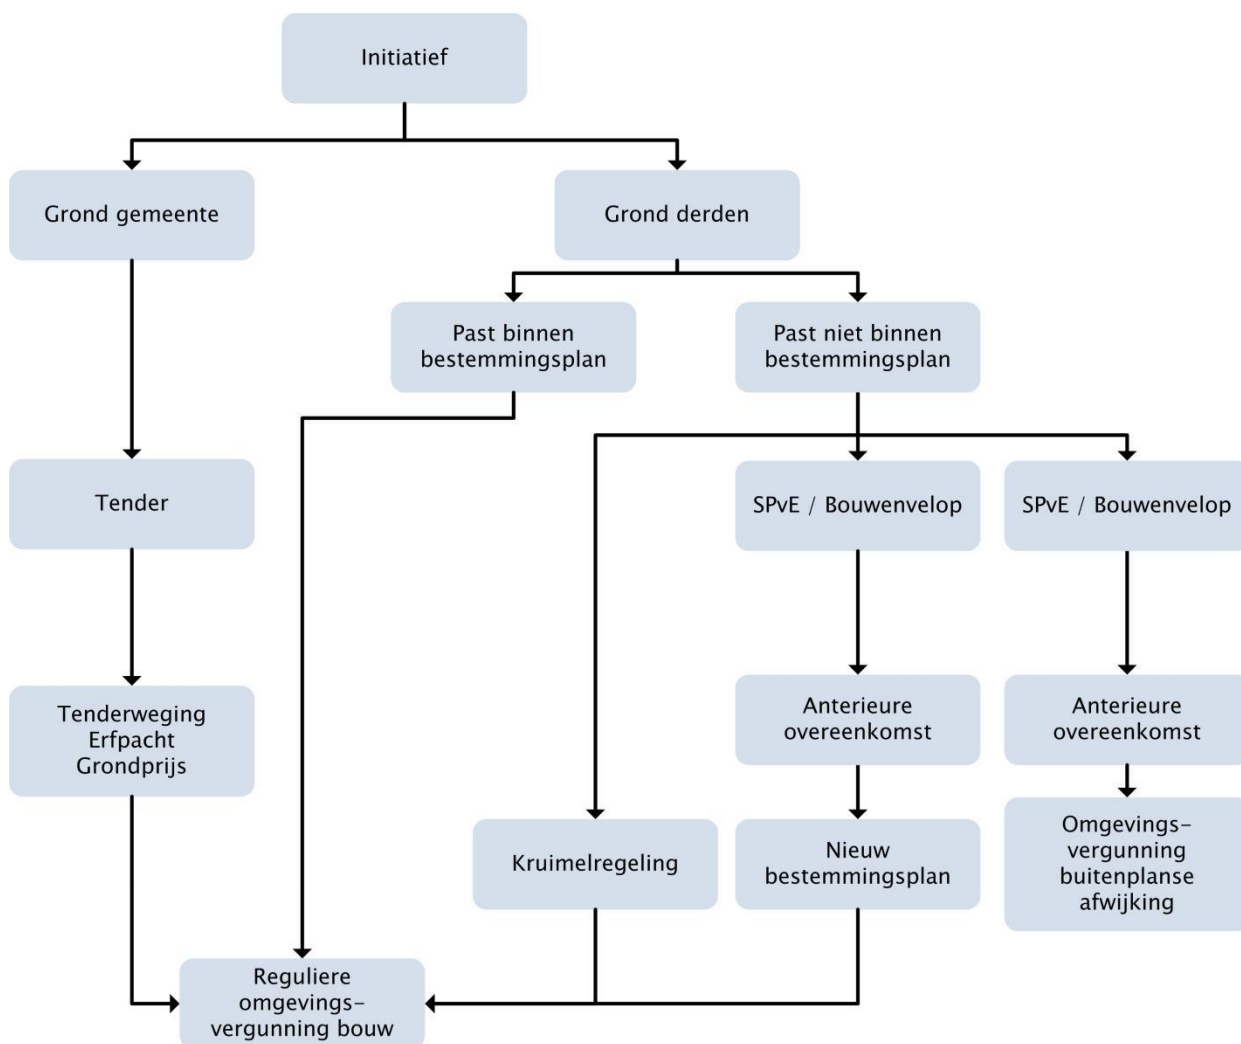 Initiatief
Grond gemeente
Grond derden
Past binnen
bestemmingsplan
Past niet binnen
bestemmingsplan
Tender
SPvE / Bouwenvelop
SPvE / Bouwenvelop
Tenderweging
Erfpacht
Grondprijs
Anterieure
overeenkomst
Anterieure
overeenkomst
Kruimelregeling
Nieuw
bestemmingsplan
Omgevings-
vergunning
buitenplanse
afwijking
Reguliere
omgevings-
vergunning bouw